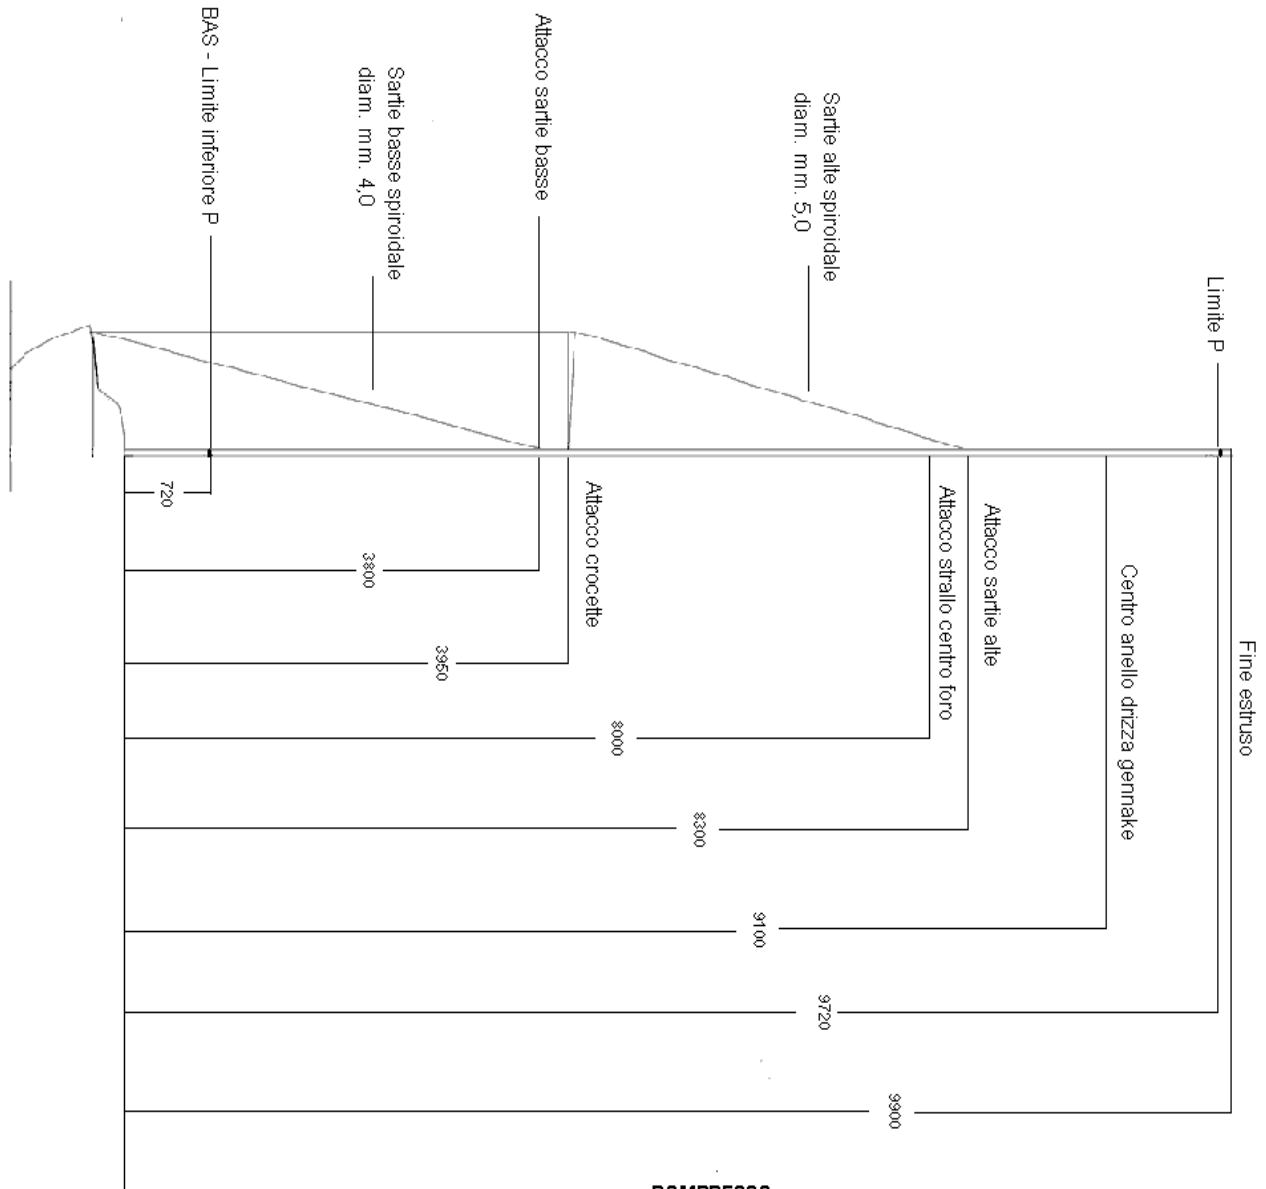 BAS - Limite inferiore P
Sartie basse spiroidale
diam. mm. 4,0
Attacco sartie basse
Sartie alte spiroidale
diam. mm. 5,0
Limite P
Attacco crocette
Attacco strallo centro foro
Attacco sartie alte
Centro anello drizza gennake
Fine estruso
720
3800
3950
8000
8300
9100
9720
9900